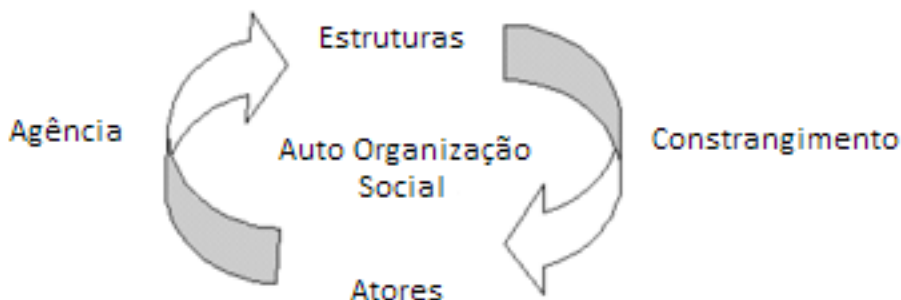 Estruturas
Agência
Auto Organização
Social
Constrangimento
Atores